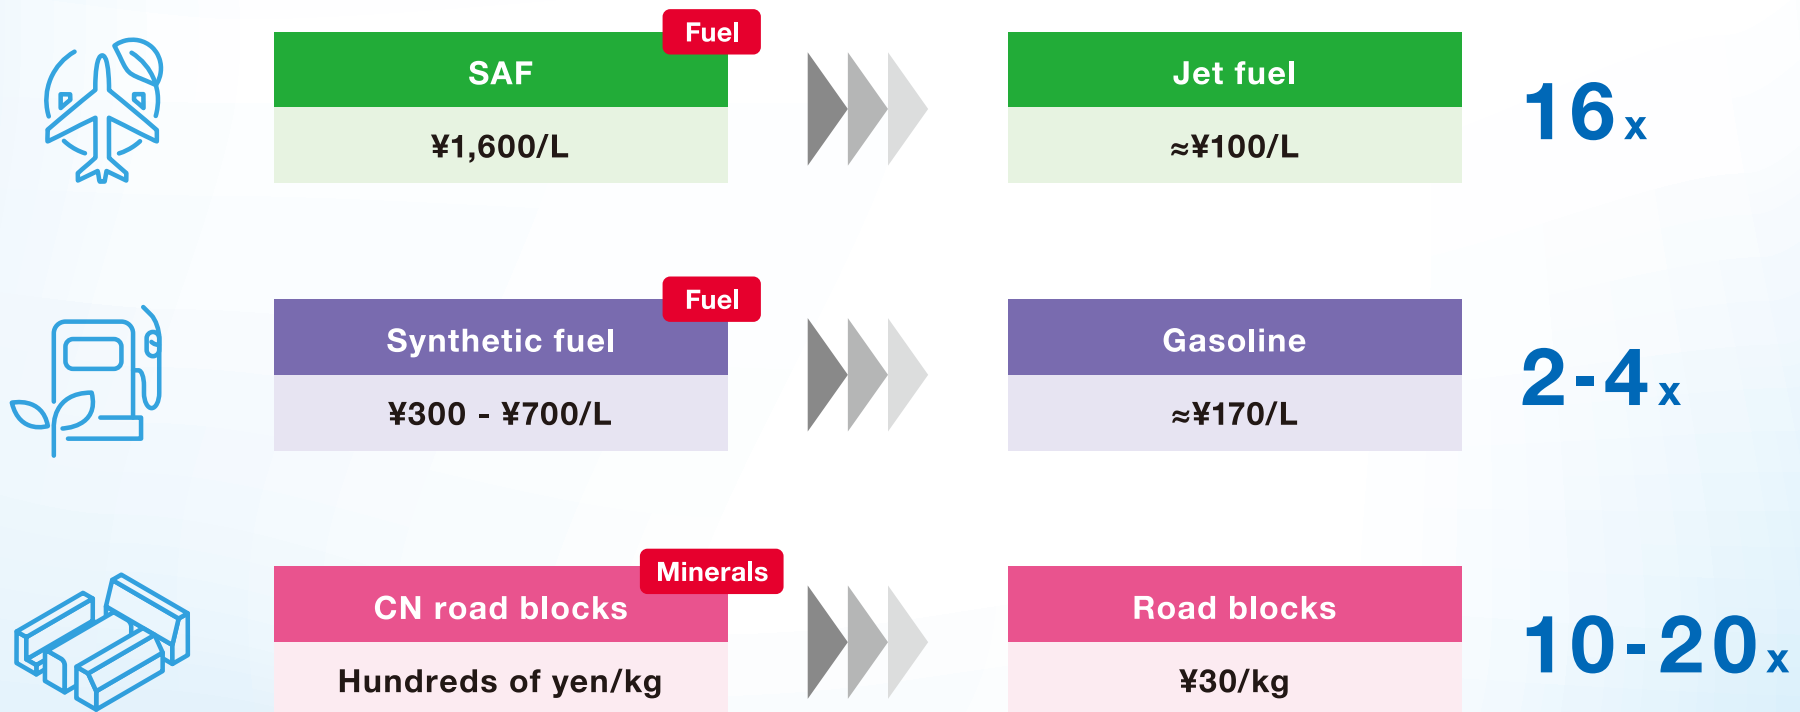 Fuel
SAF
¥1,600/L
Jet fuel
≈¥100/L
16x
Fuel
Synthetic fuel
¥300 - ¥700/L
Gasoline
≈¥170/L
2-4x
Minerals
CN road blocks
Hundreds of yen/kg
Road blocks
¥30/kg
10-20x